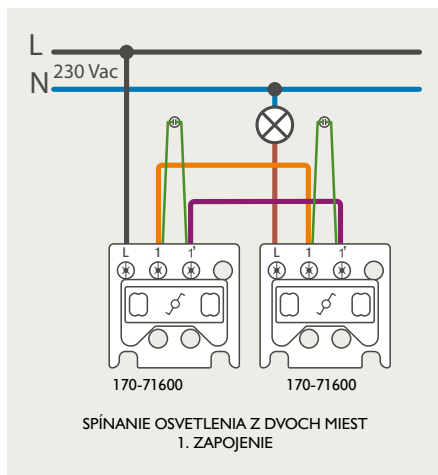 L
N 230 Vac
L 1 1' L 1 1'
170-71600 170-71600
SPÍNANIE OSVETLENIA Z DVOCH MIEST
1. ZAPOJENIE